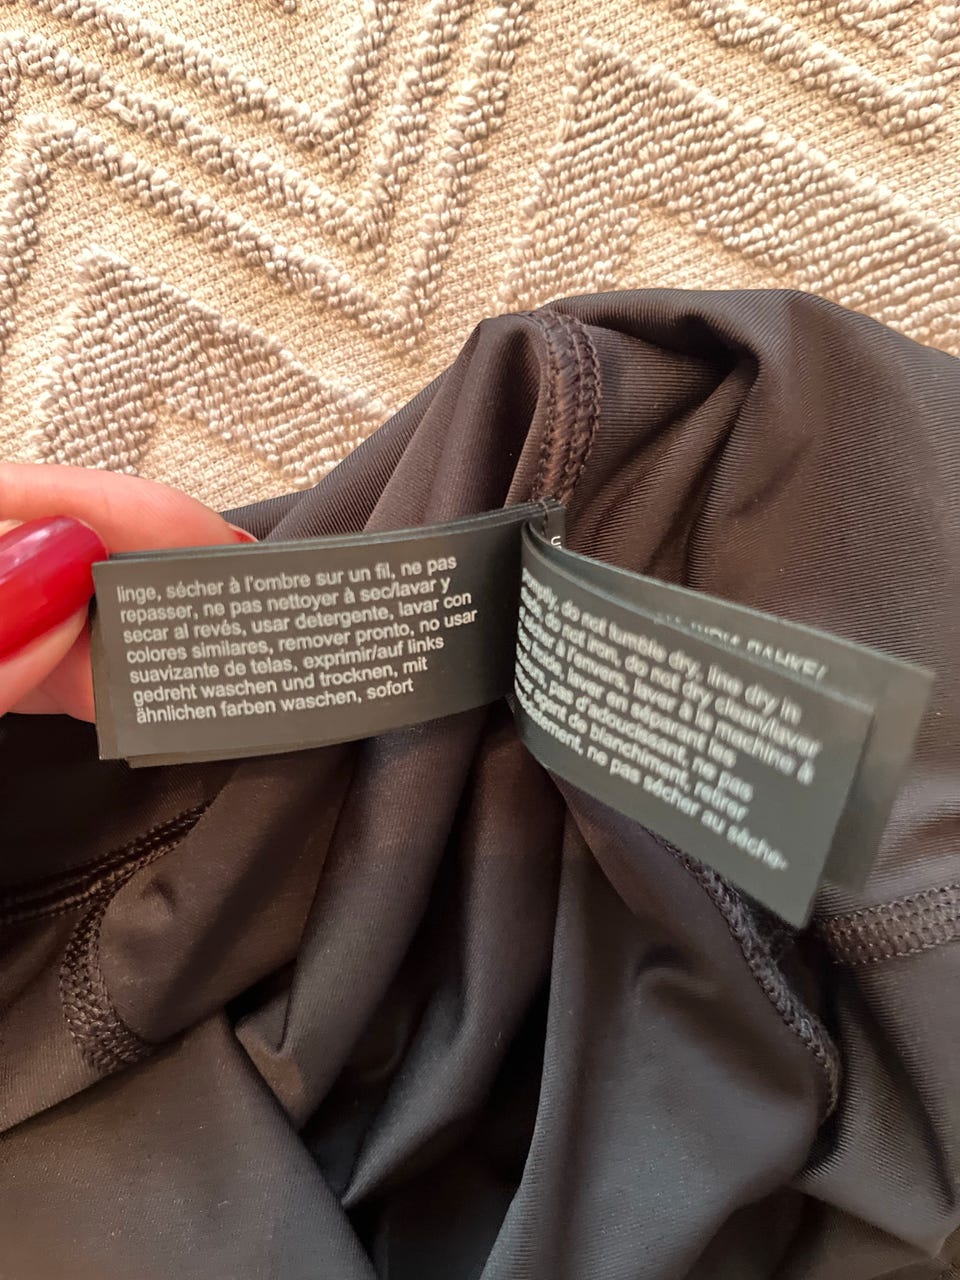 linge, sécher à l'ombre sur un fil, ne pas
repasser, ne pas nettoyer à sec/lavar y
secar al revés, usar detergente, lavar con
colores similares, remover pronto, no usar
suavizante de telas, exprimir/auf links
gedreht waschen und trocknen, mit
ähnlichen farben waschen, sofort
do not tumble dry, line dry in
do not iron, do not dry clean/laver
sécher à l'envers, laver à la machine à
froide, laver en séparant les
pas d'adoucissant, ne pas
agent de blanchiment, retirer
ne pas sécher au sèche-